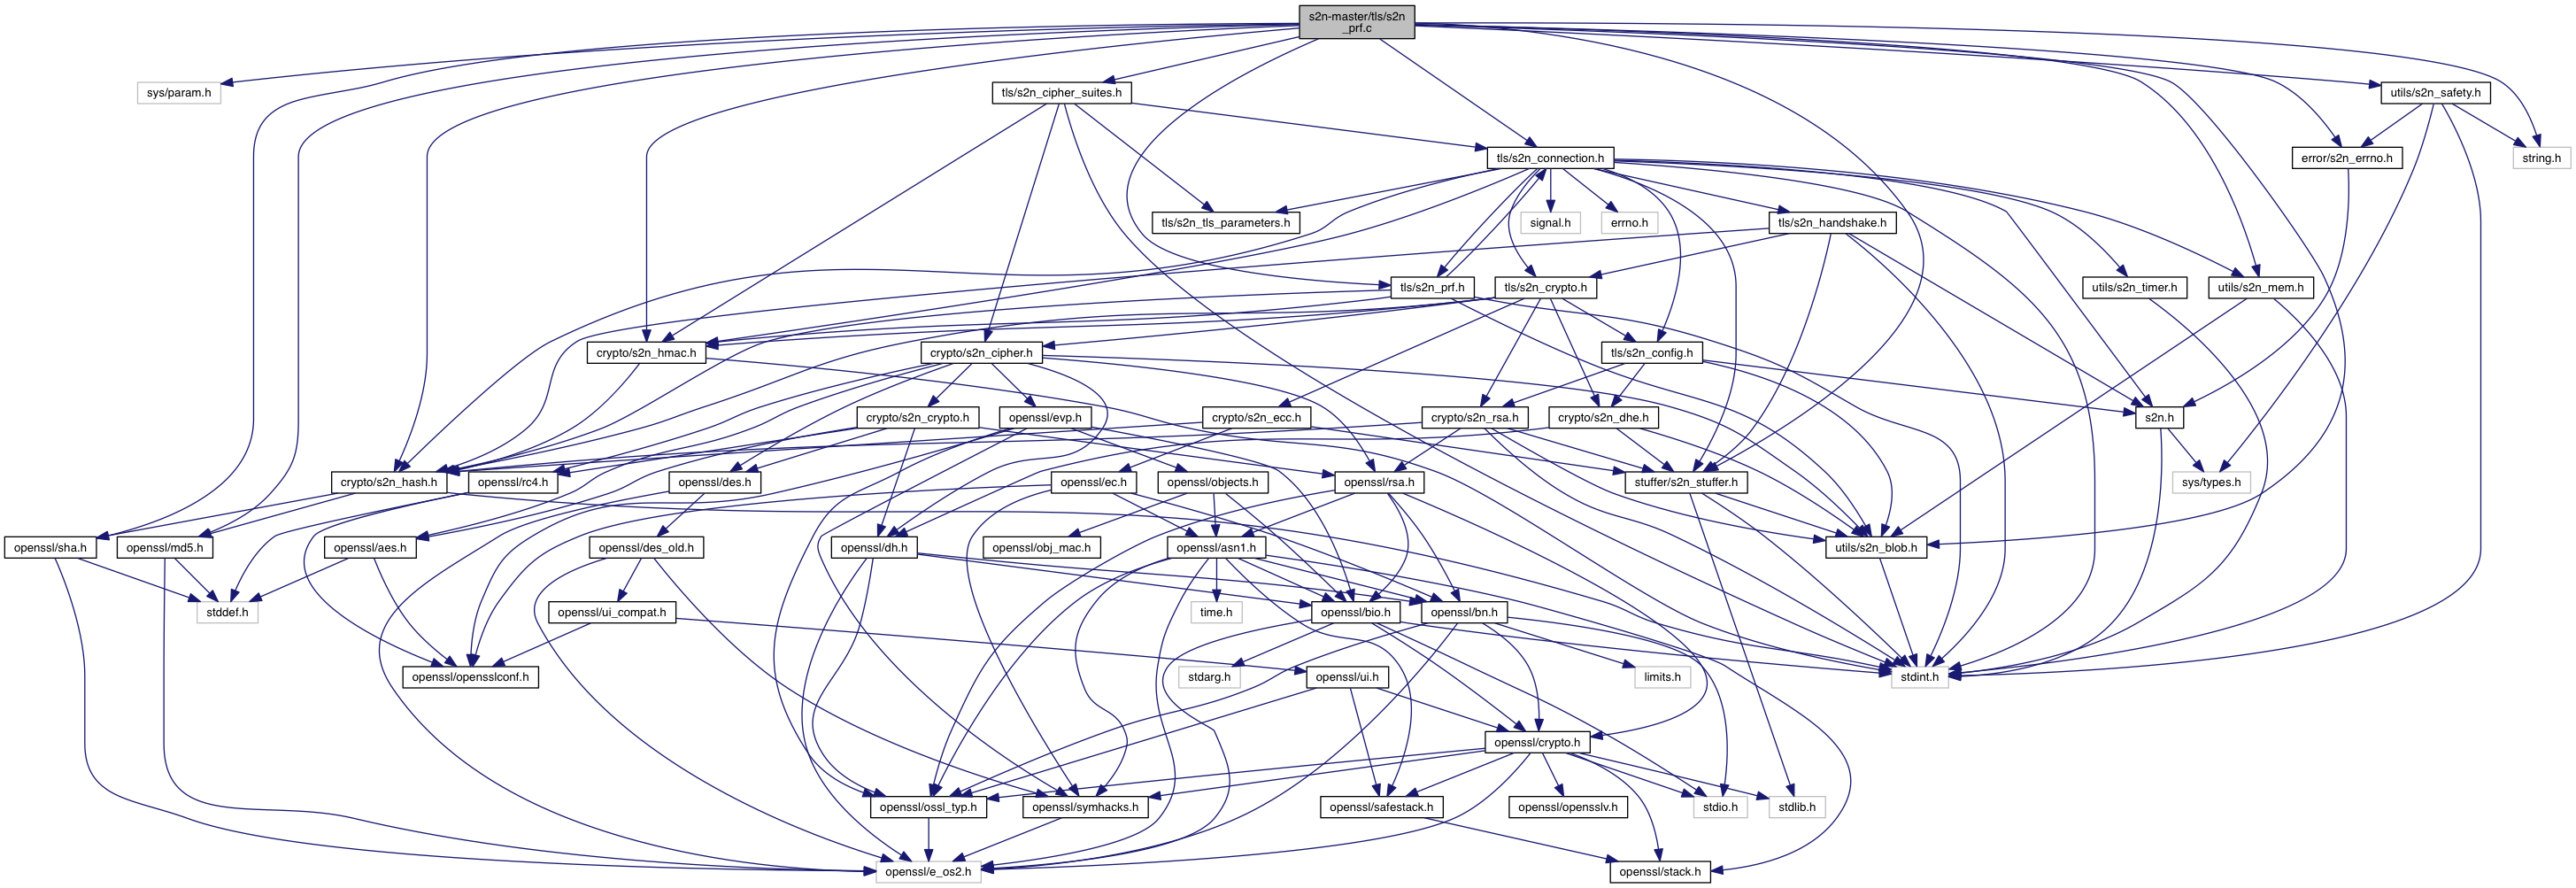 s2n-master/tls/s2n
_prf.c
sys/param.h
tls/s2n_cipher_suites.h
utils/s2n_safety.h
tls/s2n_connection.h
error/s2n_errno.h
string.h
tls/s2n_tls_parameters.h
signal.h
errno.h
tls/s2n_handshake.h
tls/s2n_prf.h
tls/s2n_crypto.h
utils/s2n_timer.h
utils/s2n_mem.h
crypto/s2n_hmac.h
crypto/s2n_cipher.h
tls/s2n_config.h
crypto/s2n_crypto.h
openssl/evp.h
crypto/s2n_ecc.h
crypto/s2n_rsa.h
crypto/s2n_dhe.h
s2n.h
crypto/s2n_hash.h
openssl/rc4.h
openssl/des.h
openssl/ec.h
openssl/objects.h
openssl/rsa.h
stuffer/s2n_stuffer.h
sys/types.h
openssl/sha.h
openssl/md5.h
openssl/aes.h
openssl/des_old.h
openssl/dh.h
openssl/obj_mac.h
openssl/asn1.h
utils/s2n_blob.h
stddef.h
openssl/ui_compat.h
time.h
openssl/bio.h
openssl/bn.h
openssl/opensslconf.h
stdarg.h
openssl/ui.h
limits.h
stdint.h
openssl/crypto.h
openssl/ossl_typ.h
openssl/symhacks.h
openssl/safestack.h
openssl/opensslv.h
stdio.h
stdlib.h
openssl/e_os2.h
openssl/stack.h